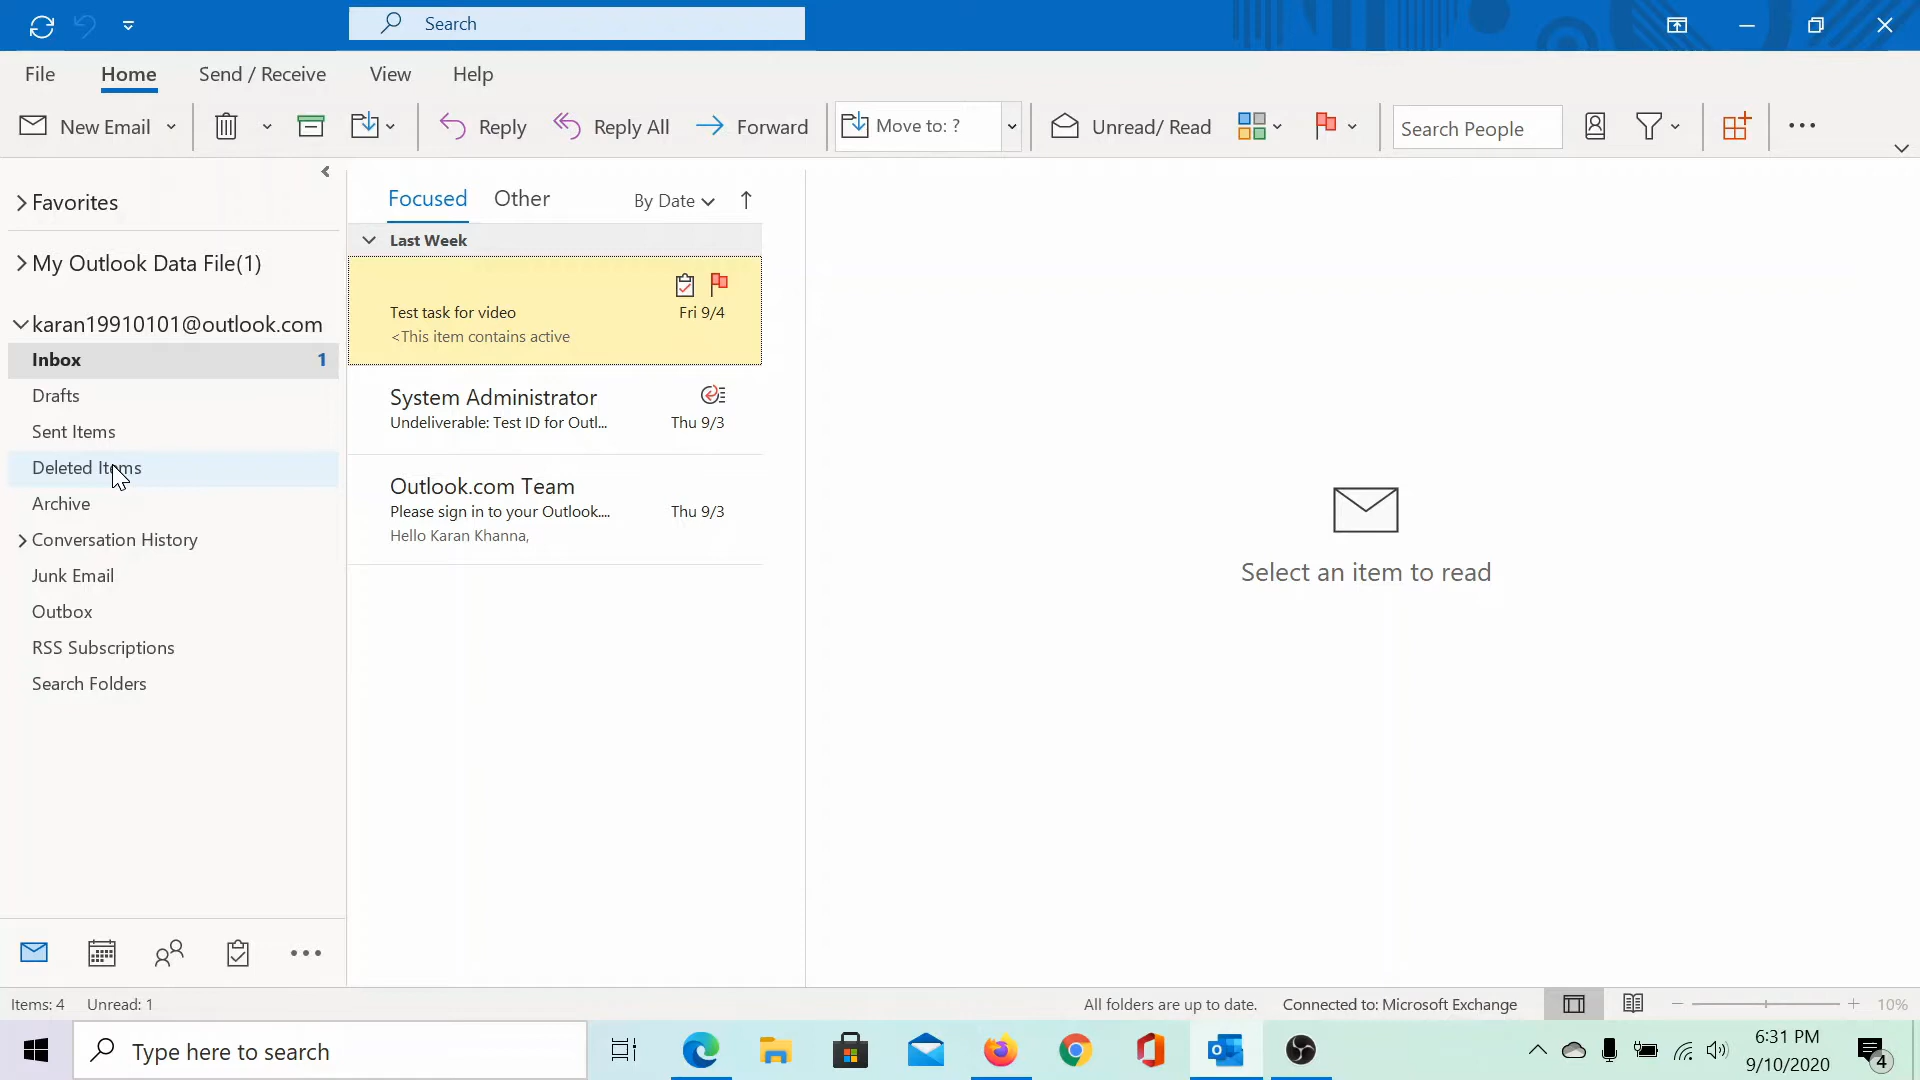 Search
File Home Send / Receive View Help
New Email Reply Reply All Forward Move to: ? Unread/ Read Search People
Favorites
My Outlook Data File(1)
karan19910101@outlook.com
Inbox 1
Drafts
Sent Items
Deleted Items
Archive
Conversation History
Junk Email
Outbox
RSS Subscriptions
Search Folders
Focused Other By Date
Last Week
Test task for video Fri 9/4
<This item contains active
System Administrator
Undeliverable: Test ID for Outl... Thu 9/3
Outlook.com Team
Please sign in to your Outlook.... Thu 9/3
Hello Karan Khanna,
Select an item to read
Items: 4 Unread: 1 All folders are up to date. Connected to: Microsoft Exchange 10%
Type here to search
6:31 PM
9/10/2020
4